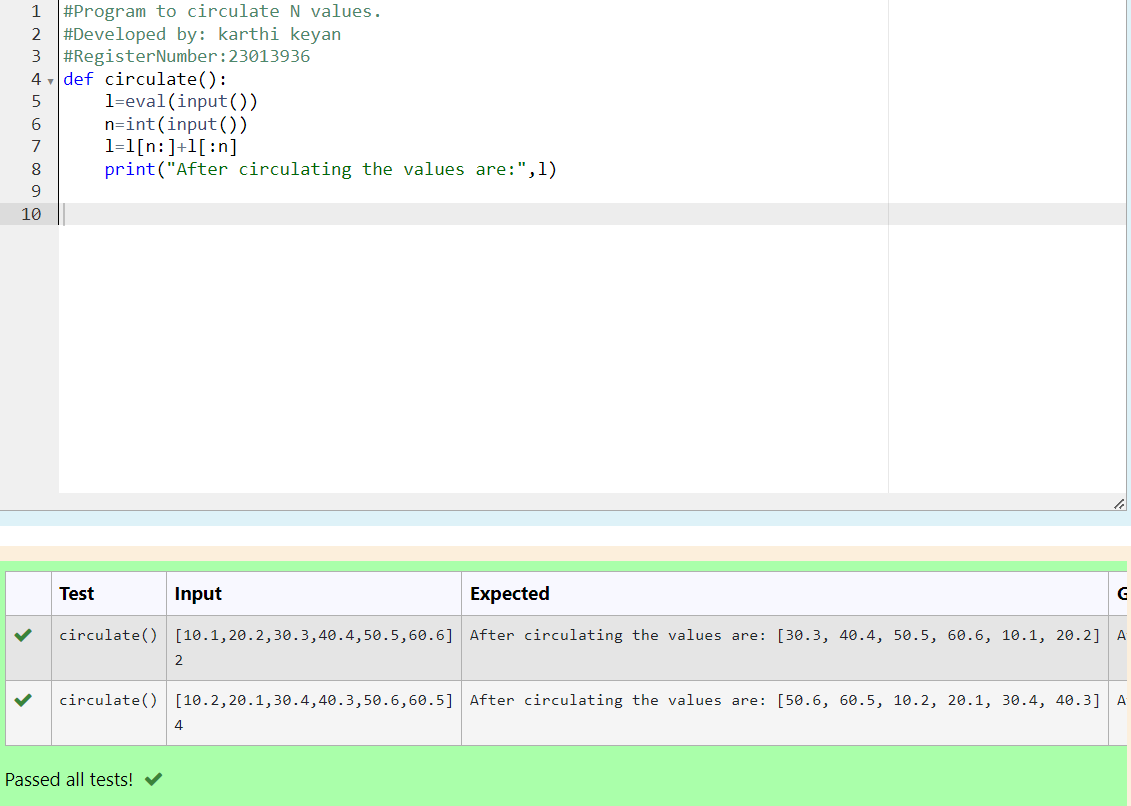 1 #Program to circulate N values.
2 #Developed by: karthi keyan
3 #RegisterNumber:23013936
4 def circulate():
5     l=eval(input())
6     n=int(input())
7     l=l[n:]+l[:n]
8     print("After circulating the values are:",l)
9
10
Test Input Expected
circulate() [10.1,20.2,30.3,40.4,50.5,60.6] After circulating the values are: [30.3, 40.4, 50.5, 60.6, 10.1, 20.2] A
2
circulate() [10.2,20.1,30.4,40.3,50.6,60.5] After circulating the values are: [50.6, 60.5, 10.2, 20.1, 30.4, 40.3] A
4
Passed all tests!